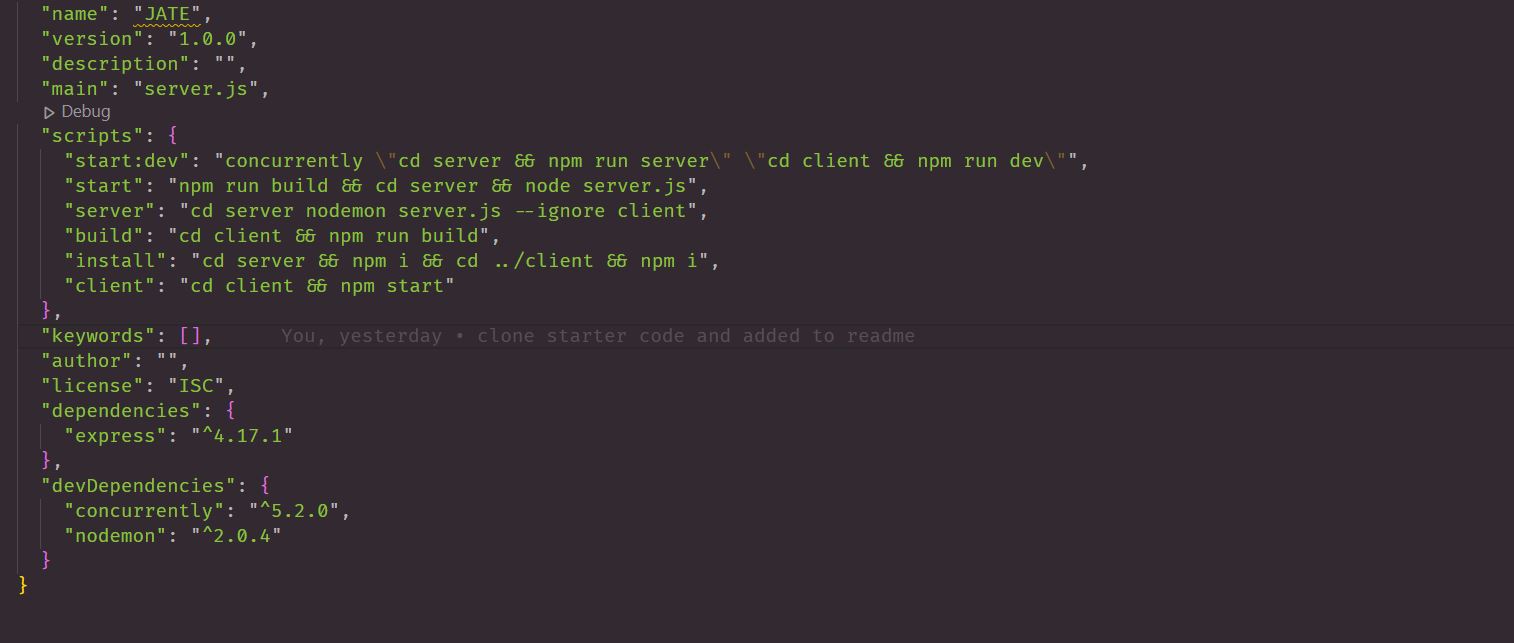 "name": "JATE",
"version": "1.0.0",
"description": "",
"main": "server.js",
Debug
"scripts": {
"start:dev": "concurrently \"cd server && npm run server\" \"cd client && npm run dev\"",
"start": "npm run build && cd server && node server.js",
"server": "cd server nodemon server.js --ignore client",
"build": "cd client && npm run build",
"install": "cd server && npm i && cd ../client && npm i",
"client": "cd client && npm start"
},
"keywords": [], You, yesterday • clone starter code and added to readme
"author": "",
"license": "ISC",
"dependencies": {
"express": "^4.17.1"
},
"devDependencies": {
"concurrently": "^5.2.0",
"nodemon": "^2.0.4"
}
}